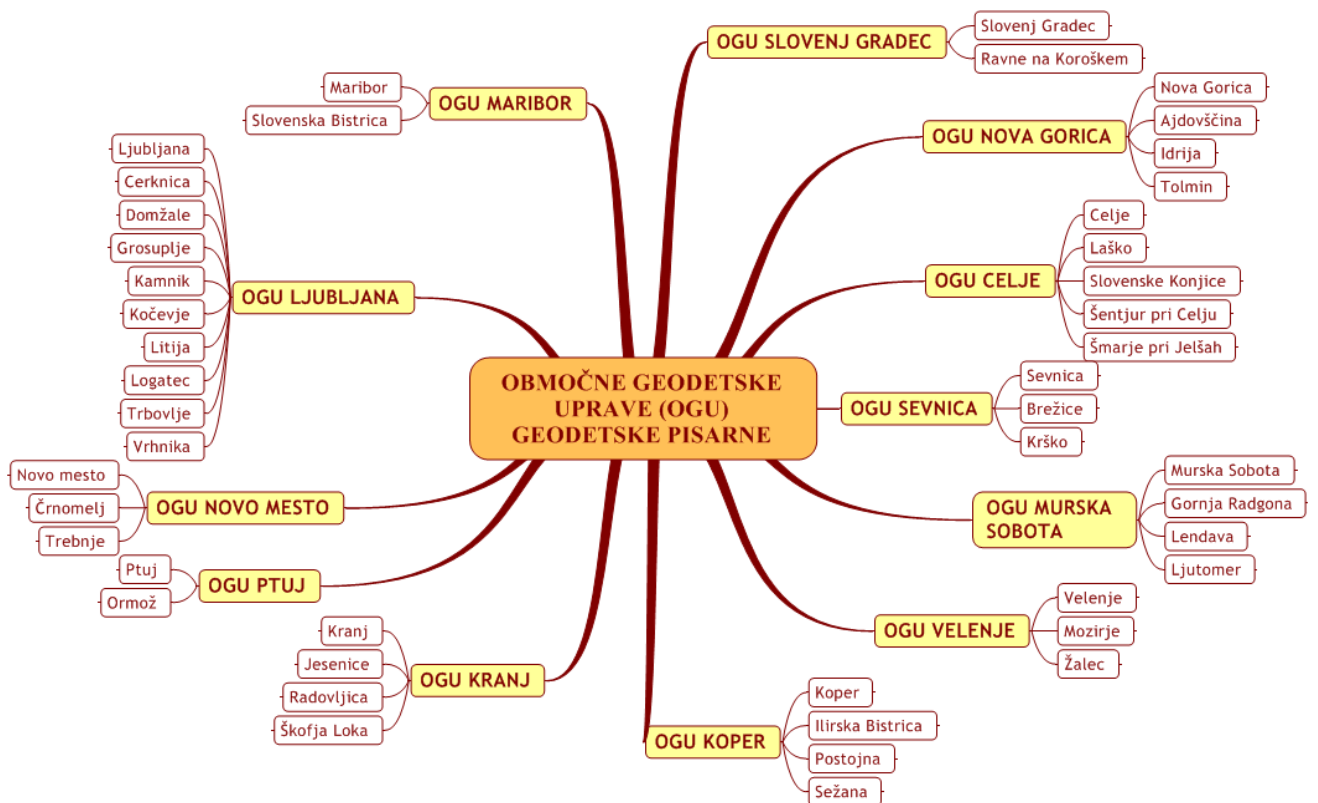 OBMOČNE GEODETSKE
UPRAVE (OGU)
GEODETSKE PISARNE
OGU SLOVENJ GRADEC
Slovenj Gradec
Ravne na Koroškem
OGU NOVA GORICA
Nova Gorica
Ajdovščina
Idrija
Tolmin
OGU CELJE
Celje
Laško
Slovenske Konjice
Šentjur pri Celju
Šmarje pri Jelšah
OGU SEVNICA
Sevnica
Brežice
Krško
OGU MURSKA
SOBOTA
Murska Sobota
Gornja Radgona
Lendava
Ljutomer
OGU VELENJE
Velenje
Mozirje
Žalec
OGU KOPER
Koper
Ilirska Bistrica
Postojna
Sežana
OGU MARIBOR
Maribor
Slovenska Bistrica
OGU LJUBLJANA
Ljubljana
Cerknica
Domžale
Grosuplje
Kamnik
Kočevje
Litija
Logatec
Trbovlje
Vrhnika
OGU NOVO MESTO
Novo mesto
Črnomelj
Trebnje
OGU PTUJ
Ptuj
Ormož
OGU KRANJ
Kranj
Jesenice
Radovljica
Škofja Loka